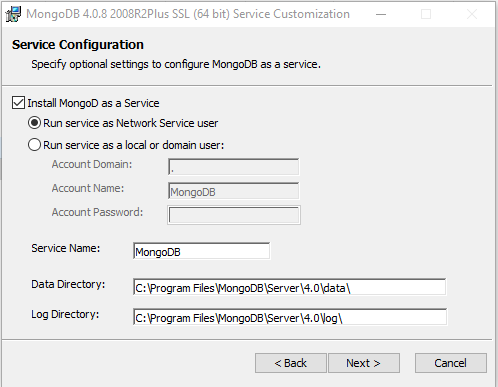 MongoDB 4.0.8 2008R2Plus SSL (64 bit) Service Customization
Service Configuration
Specify optional settings to configure MongoDB as a service.
Install MongoD as a Service
Run service as Network Service user
Run service as a local or domain user:
Account Domain: .
Account Name: MongoDB
Account Password:
Service Name: MongoDB
Data Directory: C:\Program Files\MongoDB\Server\4.0\data\
Log Directory: C:\Program Files\MongoDB\Server\4.0\log\
< Back Next > Cancel